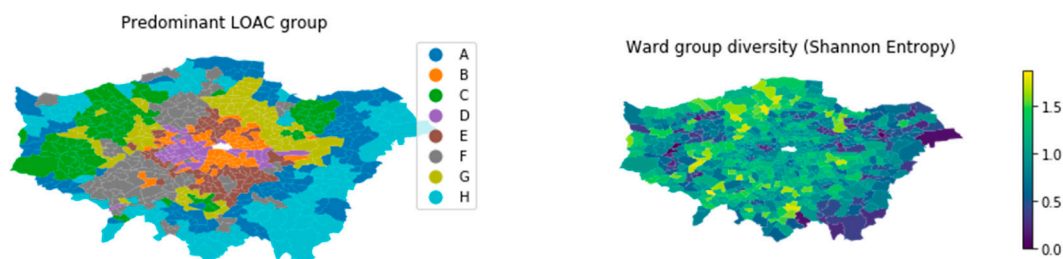 Predominant LOAC group
A
B
C
D
E
F
G
H
Ward group diversity (Shannon Entropy)
1.5
1.0
0.5
0.0